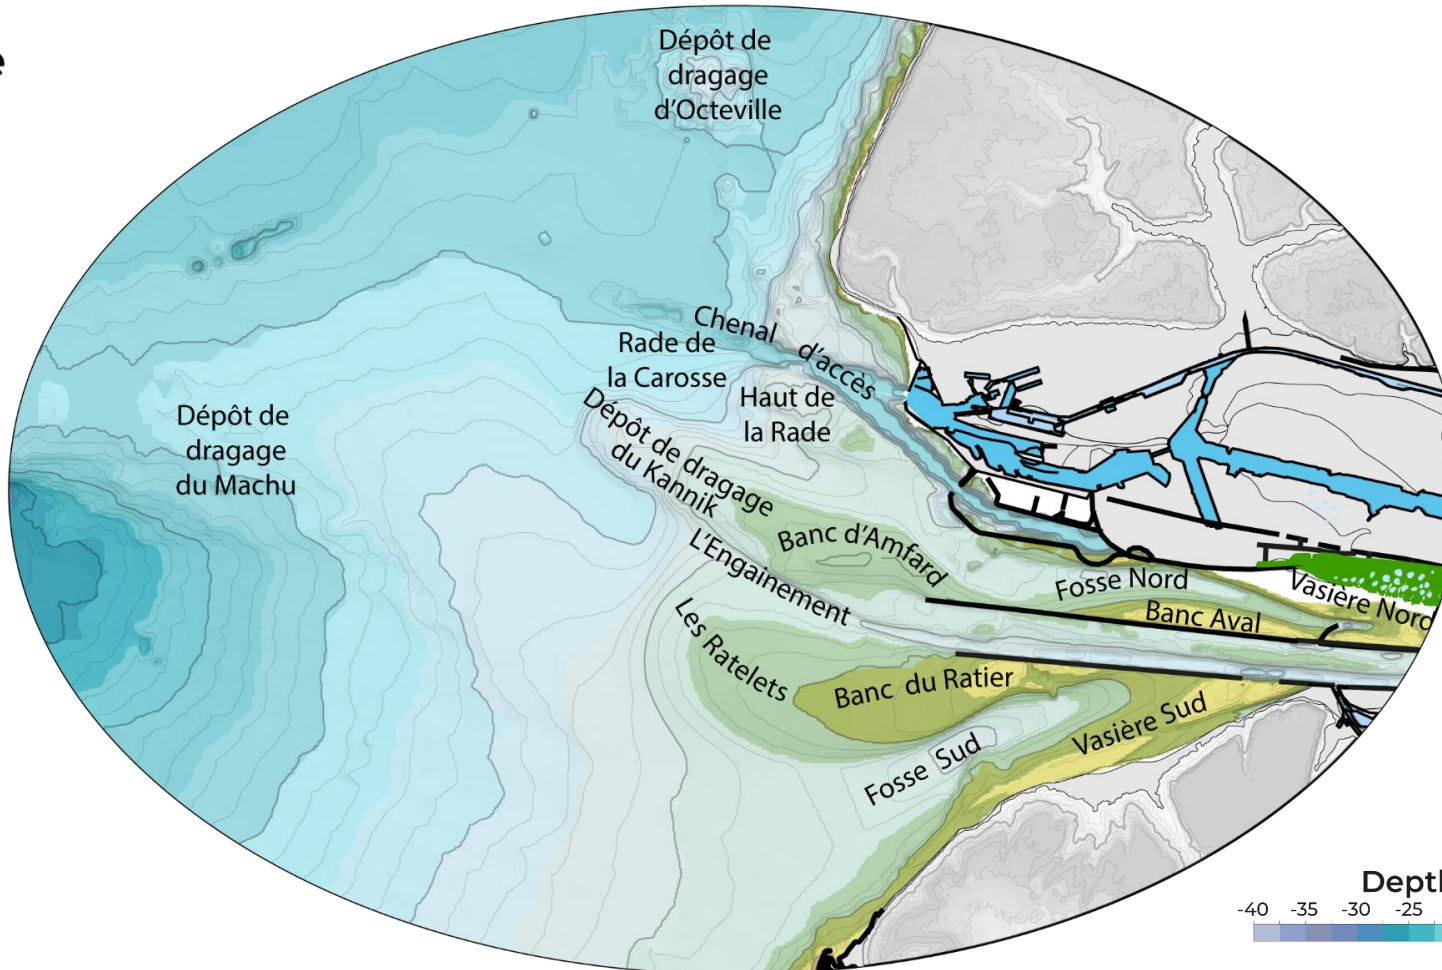 Dépôt de
dragage
d'Octeville
Chenal d'accès
Rade de
la Carosse
Haut de
la Rade
Dépôt de dragage
du Kannik
Dépôt de
dragage
du Machu
Banc d'Amfard
L'Engainement
Fosse Nord
Vasière Nord
Banc Aval
Les Ratelets
Banc du Ratier
Vasière Sud
Fosse Sud
-40 -35 -30 -25